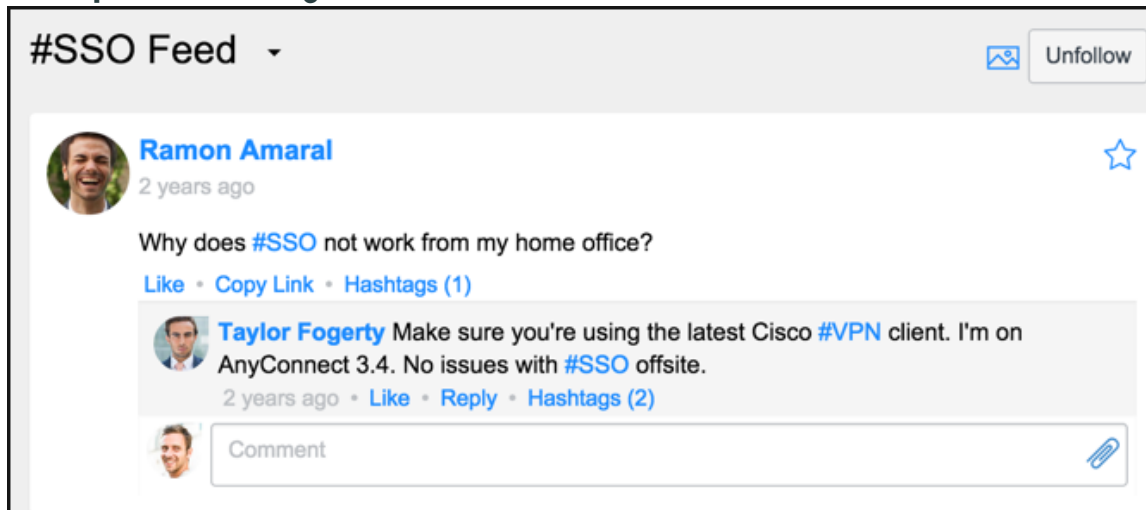 #SSO Feed
Unfollow
Ramon Amaral
2 years ago
Why does #SSO not work from my home office?
Like • Copy Link • Hashtags (1)
Taylor Fogerty Make sure you're using the latest Cisco #VPN client. I'm on
AnyConnect 3.4. No issues with #SSO offsite.
2 years ago • Like • Reply • Hashtags (2)
Comment